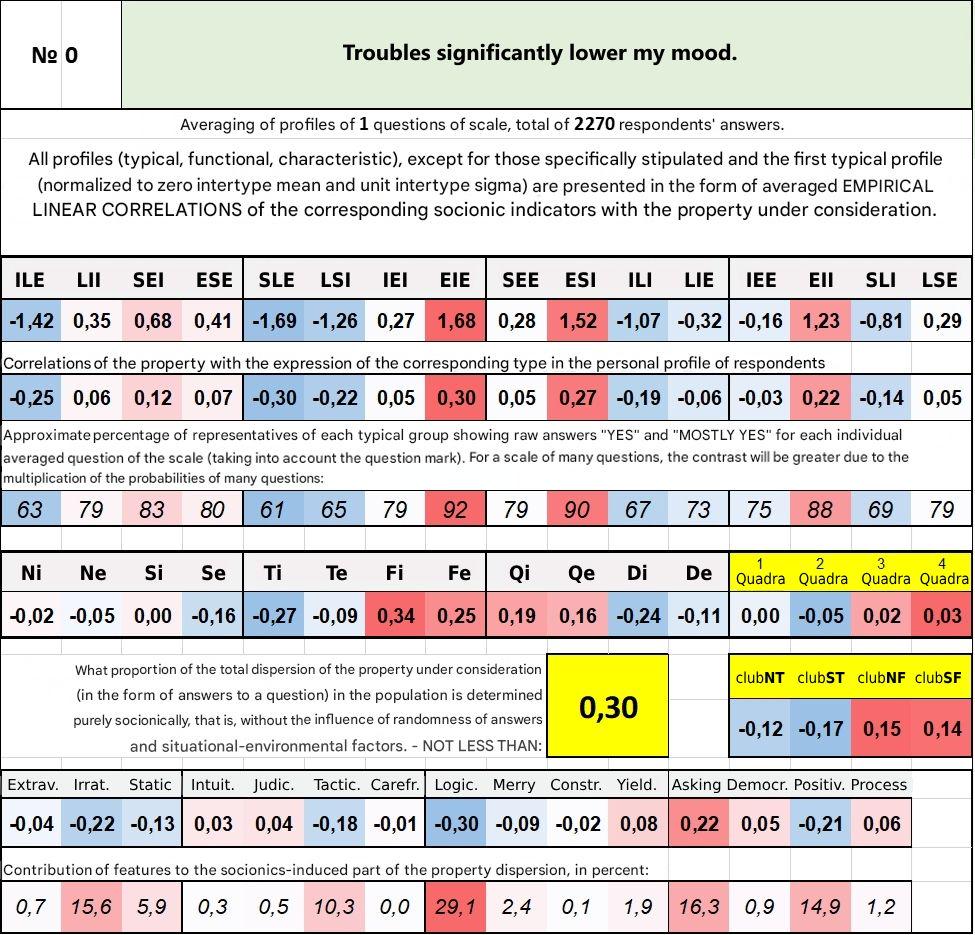 № 0
Troubles significantly lower my mood.
Averaging of profiles of 1 questions of scale, total of 2270 respondents' answers.
All profiles (typical, functional, characteristic), except for those specifically stipulated and the first typical profile
(normalized to zero intertype mean and unit intertype sigma) are presented in the form of averaged EMPIRICAL
LINEAR CORRELATIONS of the corresponding socionic indicators with the property under consideration.
ILE LII SEI ESE SLE LSI IEI EIE SEE ESI ILI LIE IEE EII SLI LSE
-1,42 0,35 0,68 0,41 -1,69 -1,26 0,27 1,68 0,28 1,52 -1,07 -0,32 -0,16 1,23 -0,81 0,29
Correlations of the property with the expression of the corresponding type in the personal profile of respondents
-0,25 0,06 0,12 0,07 -0,30 -0,22 0,05 0,30 0,05 0,27 -0,19 -0,06 -0,03 0,22 -0,14 0,05
Approximate percentage of representatives of each typical group showing raw answers "YES" and "MOSTLY YES" for each individual
averaged question of the scale (taking into account the question mark). For a scale of many questions, the contrast will be greater due to the
multiplication of the probabilities of many questions:
63 79 83 80 61 65 79 92 79 90 67 73 75 88 69 79
Ni Ne Si Se Ti Te Fi Fe Qi Qe Di De 1 Quadra 2 Quadra 3 Quadra 4 Quadra
-0,02 -0,05 0,00 -0,16 -0,27 -0,09 0,34 0,25 0,19 0,16 -0,24 -0,11 0,00 -0,05 0,02 0,03
What proportion of the total dispersion of the property under consideration
(in the form of answers to a question) in the population is determined
purely socionically, that is, without the influence of randomness of answers
and situational-environmental factors. - NOT LESS THAN:
0,30
clubNT clubST clubNF clubSF
-0,12 -0,17 0,15 0,14
Extrav. Irrat. Static Intuit. Judic. Tactic. Carefr. Logic. Merry Constr. Yield. Asking Democr. Positiv. Process
-0,04 -0,22 -0,13 0,03 0,04 -0,18 -0,01 -0,30 -0,09 -0,02 0,08 0,22 0,05 -0,21 0,06
Contribution of features to the socionics-induced part of the property dispersion, in percent:
0,7 15,6 5,9 0,3 0,5 10,3 0,0 29,1 2,4 0,1 1,9 16,3 0,9 14,9 1,2